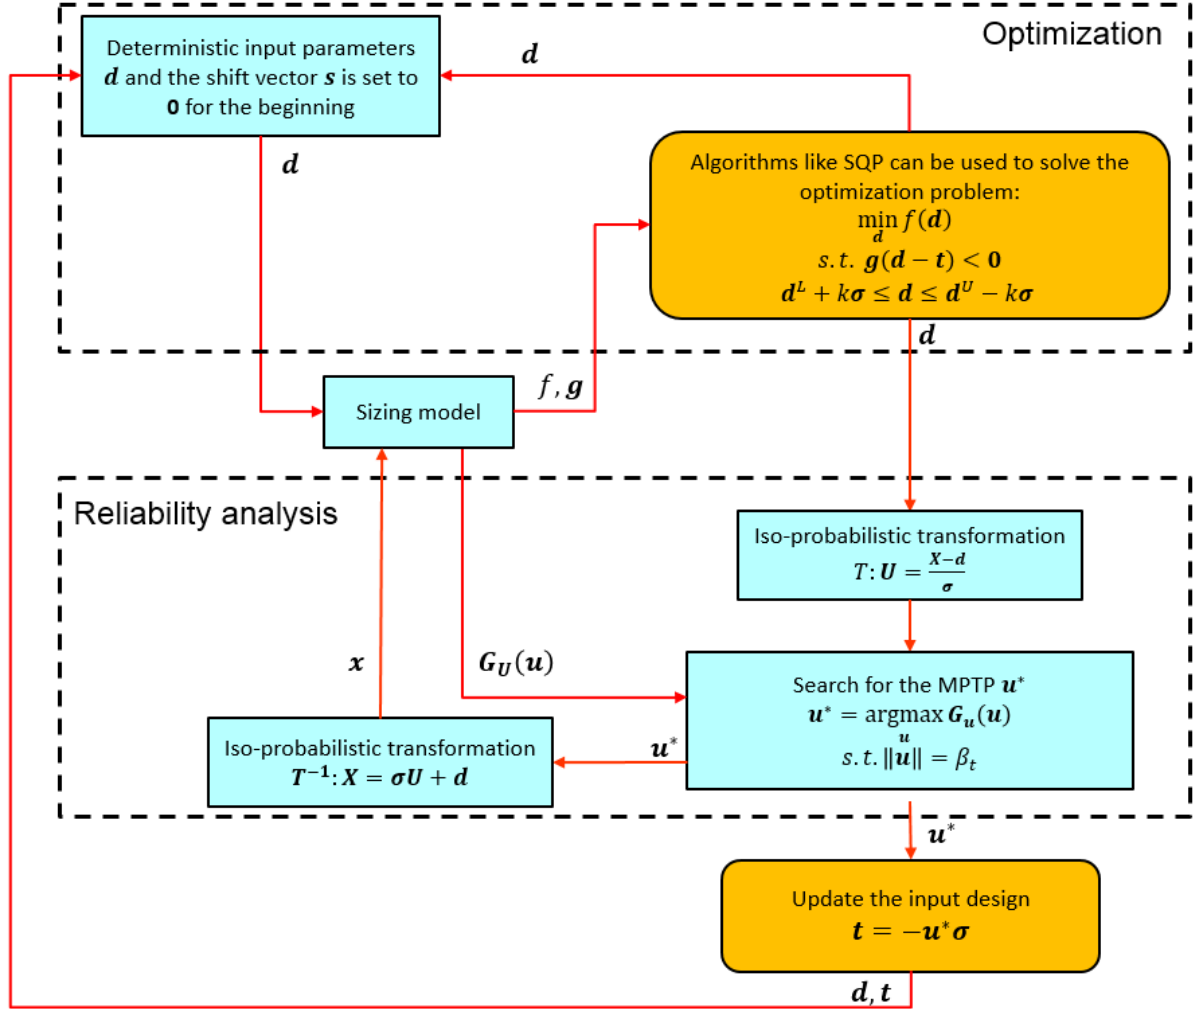 Optimization
Deterministic input parameters
d and the shift vector s is set to
0 for the beginning
d
d
Algorithms like SQP can be used to solve the
optimization problem:
min f(d)
d
s.t. g(d − t) < 0
d^L + kσ ≤ d ≤ d^U − kσ
d
Sizing model
f, g
Reliability analysis
Iso-probabilistic transformation
T: U = (X−d)/σ
x
G_U(u)
Search for the MPTP u*
u* = argmax G_u(u)
u
s.t. ‖u‖ = β_t
Iso-probabilistic transformation
T^−1: X = σU + d
u*
u*
Update the input design
t = −u*σ
d, t